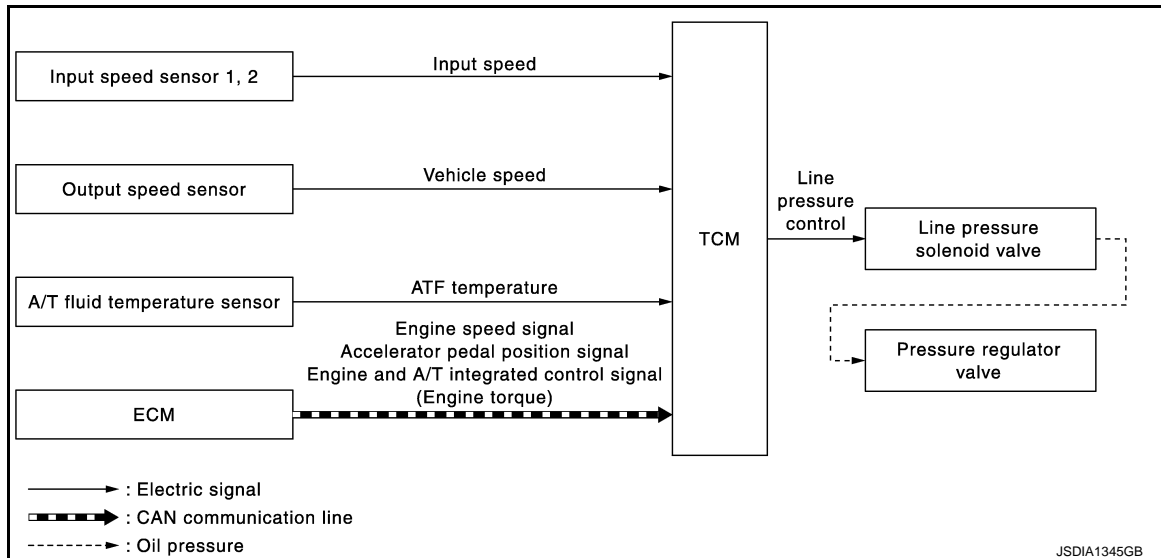 Input speed sensor 1, 2
Input speed
Output speed sensor
Vehicle speed
A/T fluid temperature sensor
ATF temperature
Engine speed signal
Accelerator pedal position signal
Engine and A/T integrated control signal
(Engine torque)
ECM
TCM
Line
pressure
control
Line pressure
solenoid valve
Pressure regulator
valve
: Electric signal
: CAN communication line
: Oil pressure
JSDIA1345GB